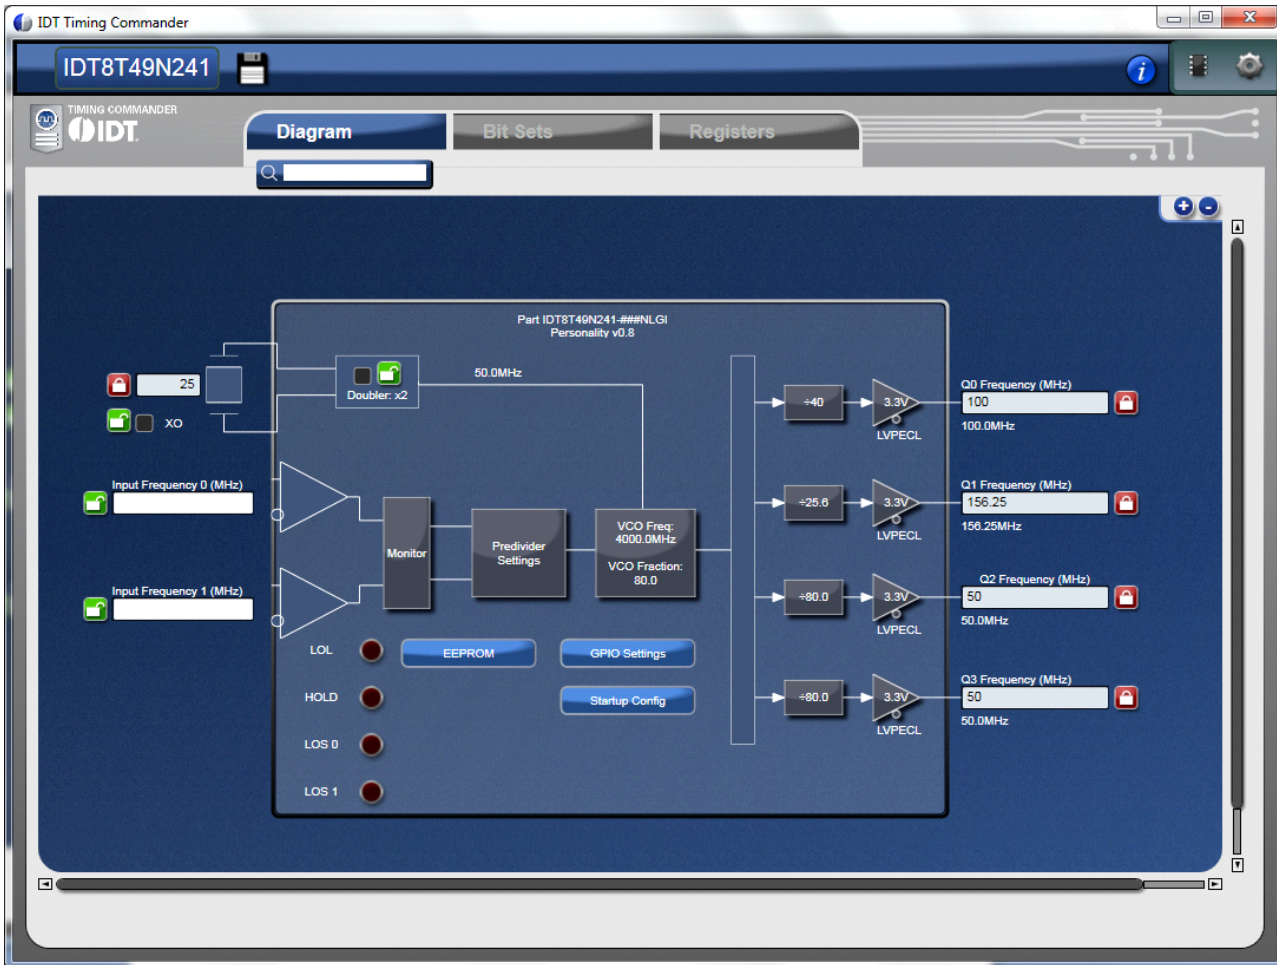 IDT Timing Commander
IDT8T49N241
i
TIMING COMMANDER
IDT.
Diagram
Bit Sets
Registers
Part IDT8T49N241-###NLGI
Personality v0.8
25
XO
Doubler: x2
50.0MHz
Input Frequency 0 (MHz)
Input Frequency 1 (MHz)
Monitor
Predivider
Settings
VCO Freq:
4000.0MHz
VCO Fraction:
80.0
÷40
3.3V
LVPECL
Q0 Frequency (MHz)
100
100.0MHz
÷25.6
3.3V
LVPECL
Q1 Frequency (MHz)
156.25
156.25MHz
÷80.0
3.3V
LVPECL
Q2 Frequency (MHz)
50
50.0MHz
÷80.0
3.3V
LVPECL
Q3 Frequency (MHz)
50
50.0MHz
LOL
EEPROM
GPIO Settings
HOLD
Startup Config
LOS 0
LOS 1